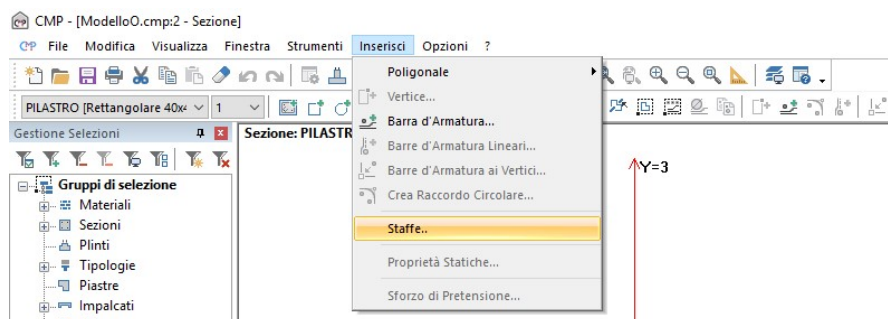 CMP - [ModelloO.cmp:2 - Sezione]
CMP File Modifica Visualizza Finestra Strumenti Inserisci Opzioni ?
PILASTRO [Rettangolare 40x 1
Gestione Selezioni
Sezione: PILASTR
Gruppi di selezione
Materiali
Sezioni
Plinti
Tipologie
Piastre
Impalcati
Poligonale
Vertice...
Barra d'Armatura...
Barre d'Armatura Lineari...
Barre d'Armatura ai Vertici...
Crea Raccordo Circolare...
Staffe..
Proprietà Statiche...
Sforzo di Pretensione...
Y=3